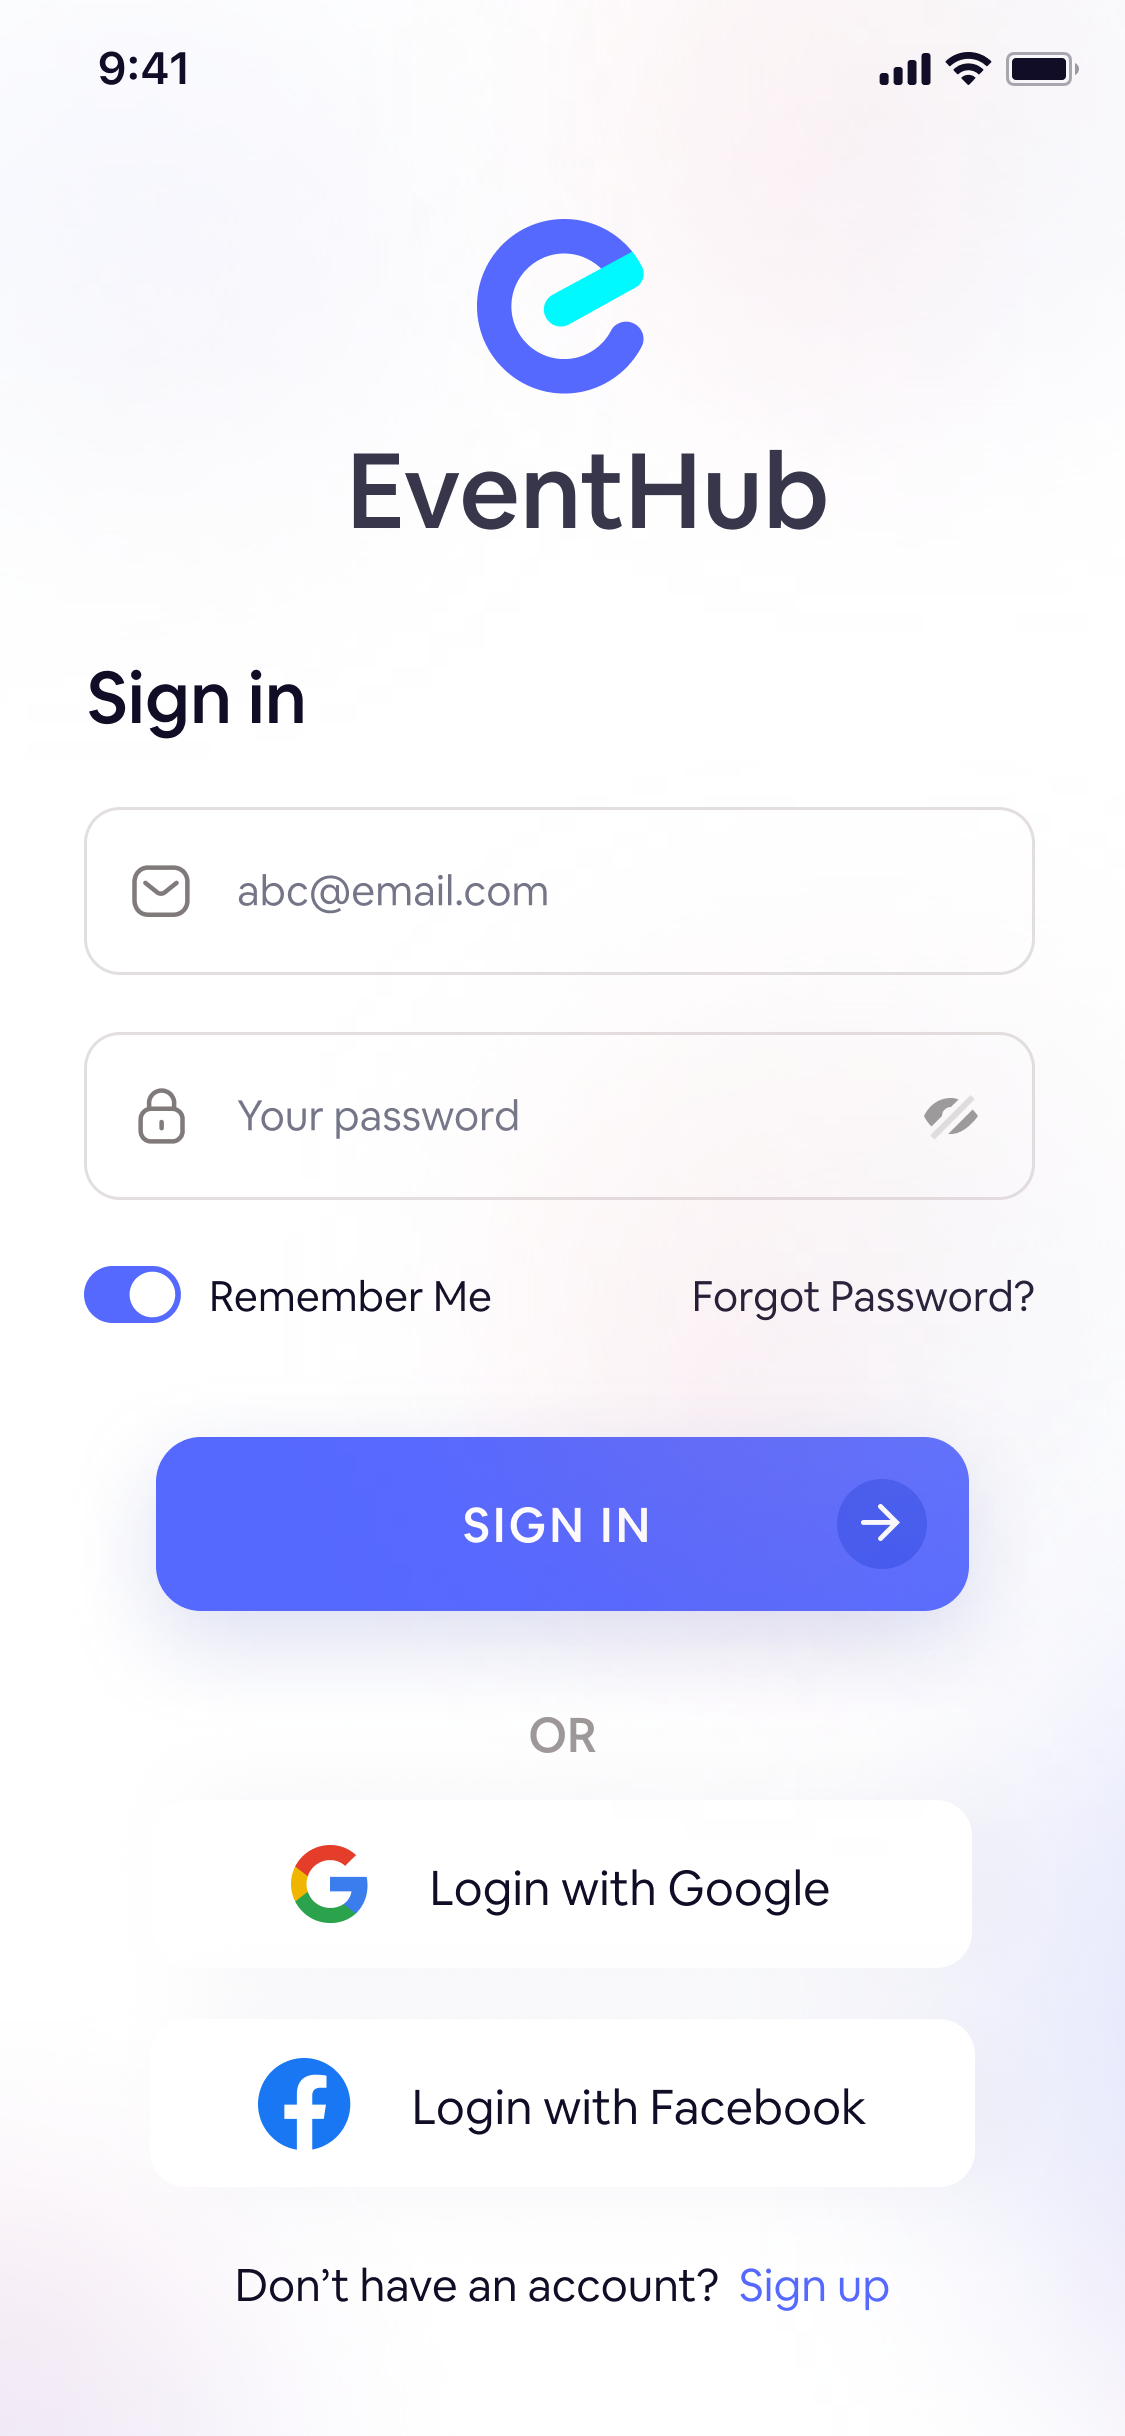 9:41
EventHub
Sign in
abc@email.com
Your password
Remember Me
Forgot Password?
SIGN IN
OR
Login with Google
Login with Facebook
Don’t have an account? Sign up